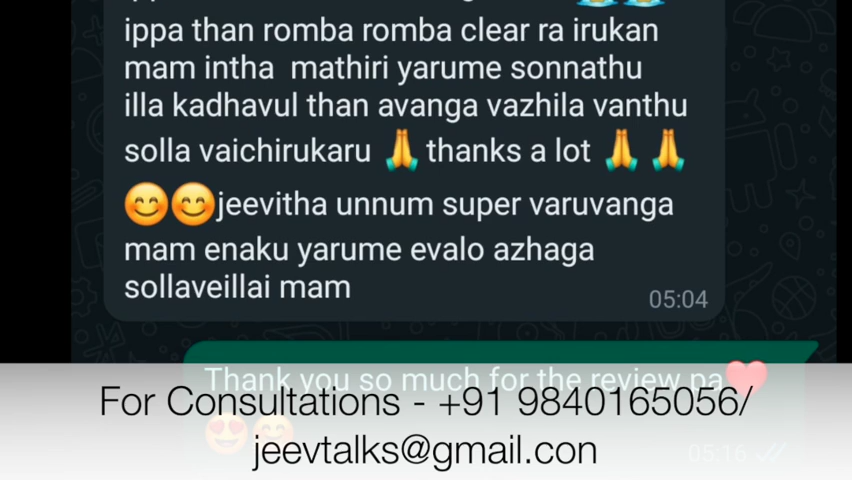 ippa than romba romba clear ra irukan
mam intha mathiri yarume sonnathu
illa kadhavul than avanga vazhila vanthu
solla vaichirukaru 🙏 thanks a lot 🙏 🙏
😊😊jeevitha unnum super varuvanga
mam enaku yarume evalo azhaga
sollaveillai mam
05:04
Thank you so much for the review pa❤️
😍😊
05:16
For Consultations - +91 9840165056/
jeevtalks@gmail.con